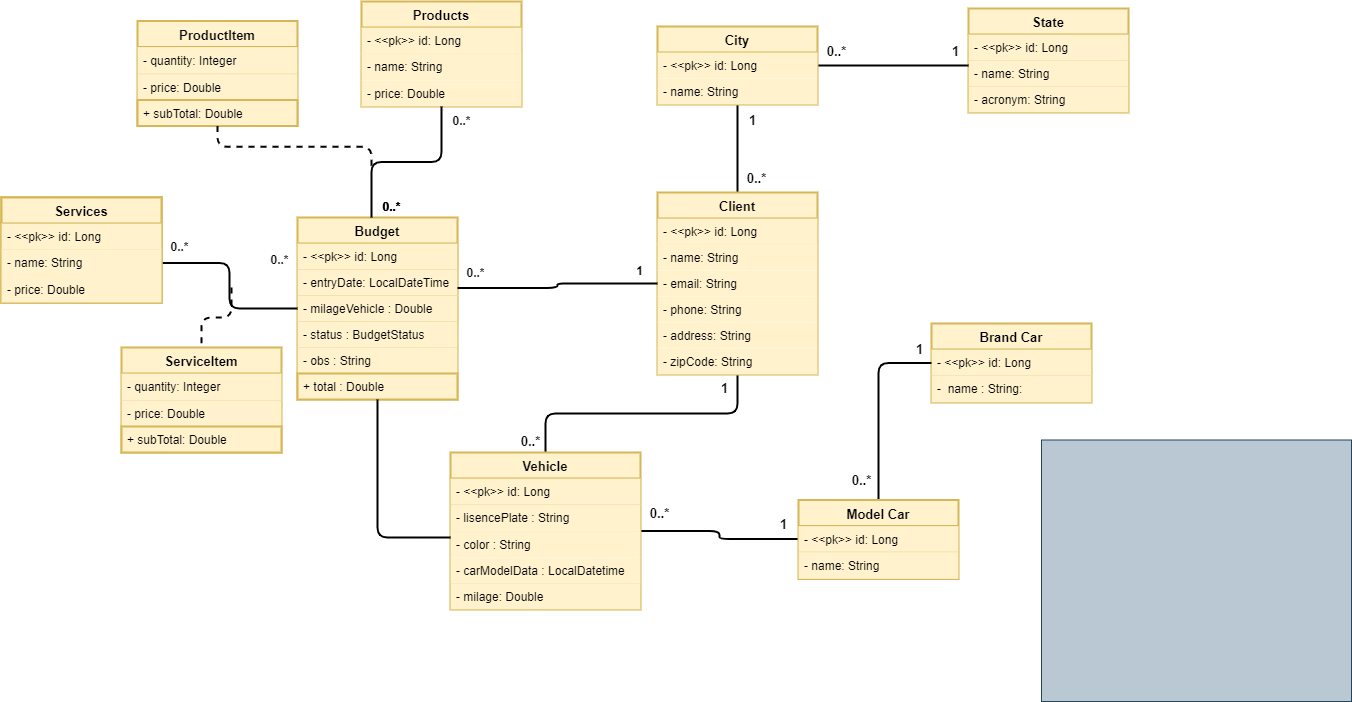 Products
- <<pk>> id: Long
- name: String
- price: Double
0..*
ProductItem
- quantity: Integer
- price: Double
+ subTotal: Double
City
- <<pk>> id: Long
- name: String
0..*
1
State
- <<pk>> id: Long
- name: String
- acronym: String
1
0..*
Services
- <<pk>> id: Long
- name: String
- price: Double
0..*
0..*
0..*
Budget
- <<pk>> id: Long
- entryDate: LocalDateTime
- milageVehicle : Double
- status : BudgetStatus
- obs : String
+ total : Double
0..*
1
Client
- <<pk>> id: Long
- name: String
- email: String
- phone: String
- address: String
- zipCode: String
1
0..*
ServiceItem
- quantity: Integer
- price: Double
+ subTotal: Double
Brand Car
- <<pk>> id: Long
- name : String:
1
0..*
Vehicle
- <<pk>> id: Long
- lisencePlate : String
- color : String
- carModelData : LocalDatetime
- milage: Double
0..*
1
Model Car
- <<pk>> id: Long
- name: String